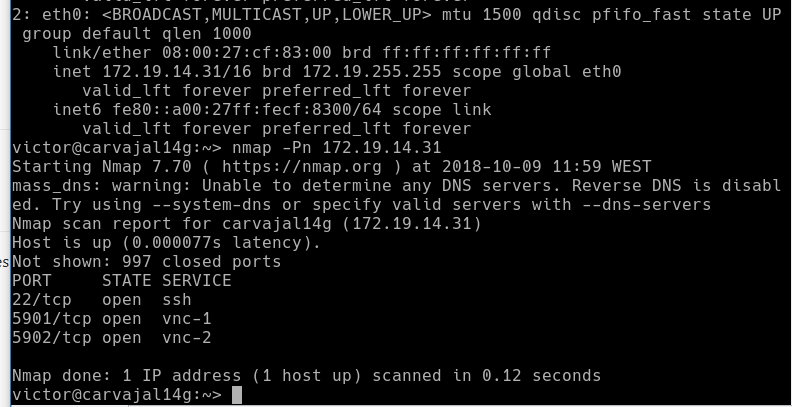 valid_lft forever preferred_lft forever
2: eth0: <BROADCAST,MULTICAST,UP,LOWER_UP> mtu 1500 qdisc pfifo_fast state UP
 group default qlen 1000
    link/ether 08:00:27:cf:83:00 brd ff:ff:ff:ff:ff:ff
    inet 172.19.14.31/16 brd 172.19.255.255 scope global eth0
       valid_lft forever preferred_lft forever
    inet6 fe80::a00:27ff:fecf:8300/64 scope link
       valid_lft forever preferred_lft forever
victor@carvajal14g:~> nmap -Pn 172.19.14.31
Starting Nmap 7.70 ( https://nmap.org ) at 2018-10-09 11:59 WEST
mass_dns: warning: Unable to determine any DNS servers. Reverse DNS is disabl
ed. Try using --system-dns or specify valid servers with --dns-servers
Nmap scan report for carvajal14g (172.19.14.31)
Host is up (0.000077s latency).
Not shown: 997 closed ports
PORT     STATE SERVICE
22/tcp   open  ssh
5901/tcp open  vnc-1
5902/tcp open  vnc-2

Nmap done: 1 IP address (1 host up) scanned in 0.12 seconds
victor@carvajal14g:~>